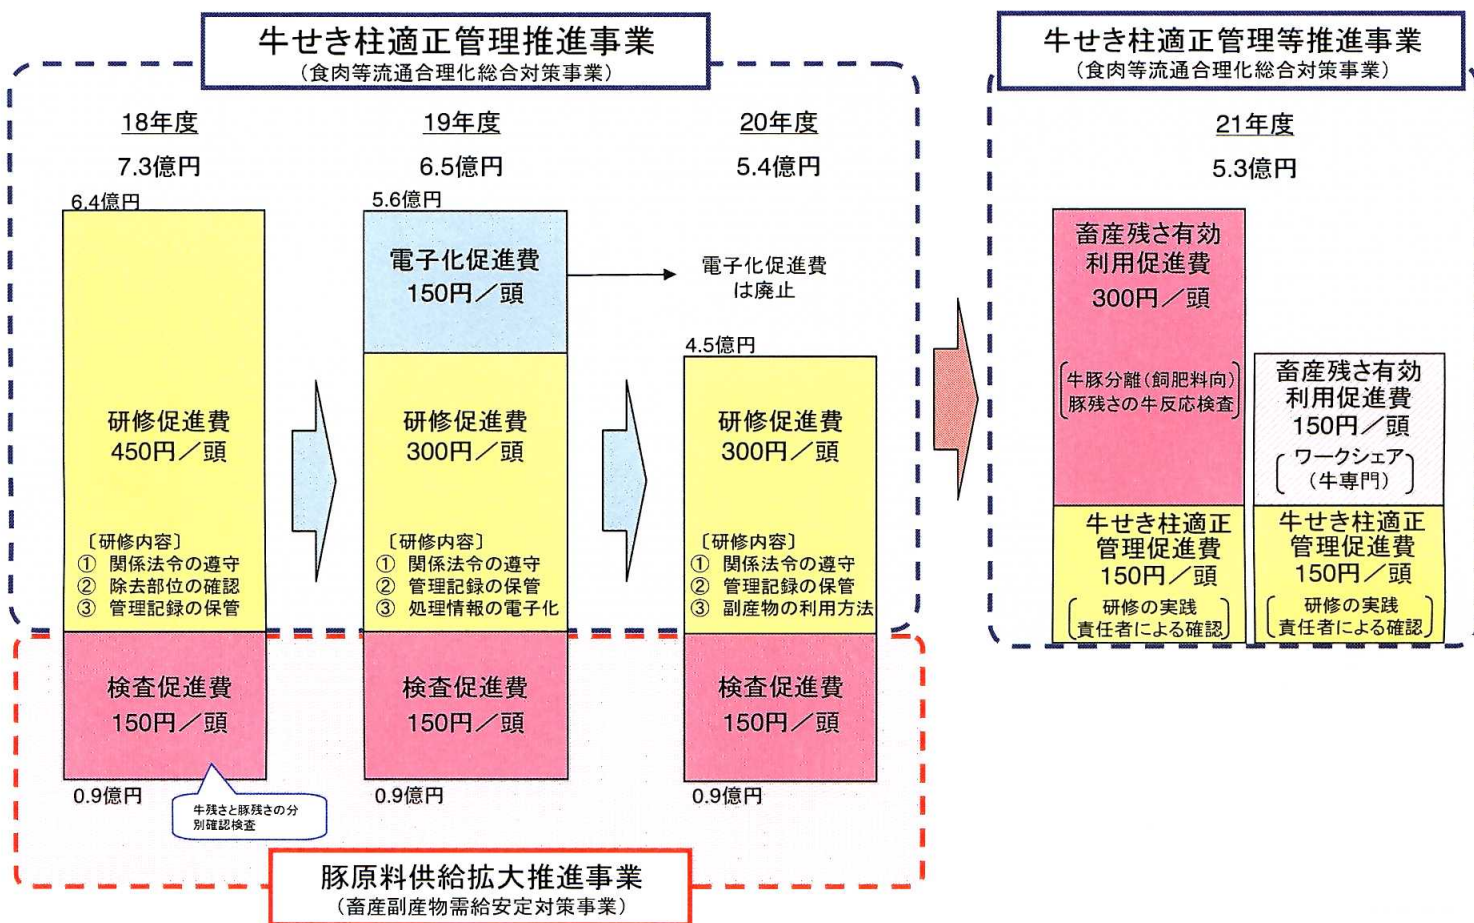 牛せき柱適正管理推進事業
(食肉等流通合理化総合対策事業)
18年度
7.3億円
6.4億円
研修促進費
450円／頭
〔研修内容〕
① 関係法令の遵守
② 除去部位の確認
③ 管理記録の保管
検査促進費
150円／頭
0.9億円
牛残さと豚残さの分
別確認検査
19年度
6.5億円
5.6億円
電子化促進費
150円／頭
研修促進費
300円／頭
〔研修内容〕
① 関係法令の遵守
② 管理記録の保管
③ 処理情報の電子化
検査促進費
150円／頭
0.9億円
20年度
5.4億円
電子化促進費
は廃止
4.5億円
研修促進費
300円／頭
〔研修内容〕
① 関係法令の遵守
② 管理記録の保管
③ 副産物の利用方法
検査促進費
150円／頭
0.9億円
豚原料供給拡大推進事業
(畜産副産物需給安定対策事業)
牛せき柱適正管理等推進事業
(食肉等流通合理化総合対策事業)
21年度
5.3億円
畜産残さ有効
利用促進費
300円／頭
牛豚分離(飼肥料向)
豚残さの牛反応検査
牛せき柱適正
管理促進費
150円／頭
研修の実践
責任者による確認
畜産残さ有効
利用促進費
150円／頭
ワークシェア
(牛専門)
牛せき柱適正
管理促進費
150円／頭
研修の実践
責任者による確認